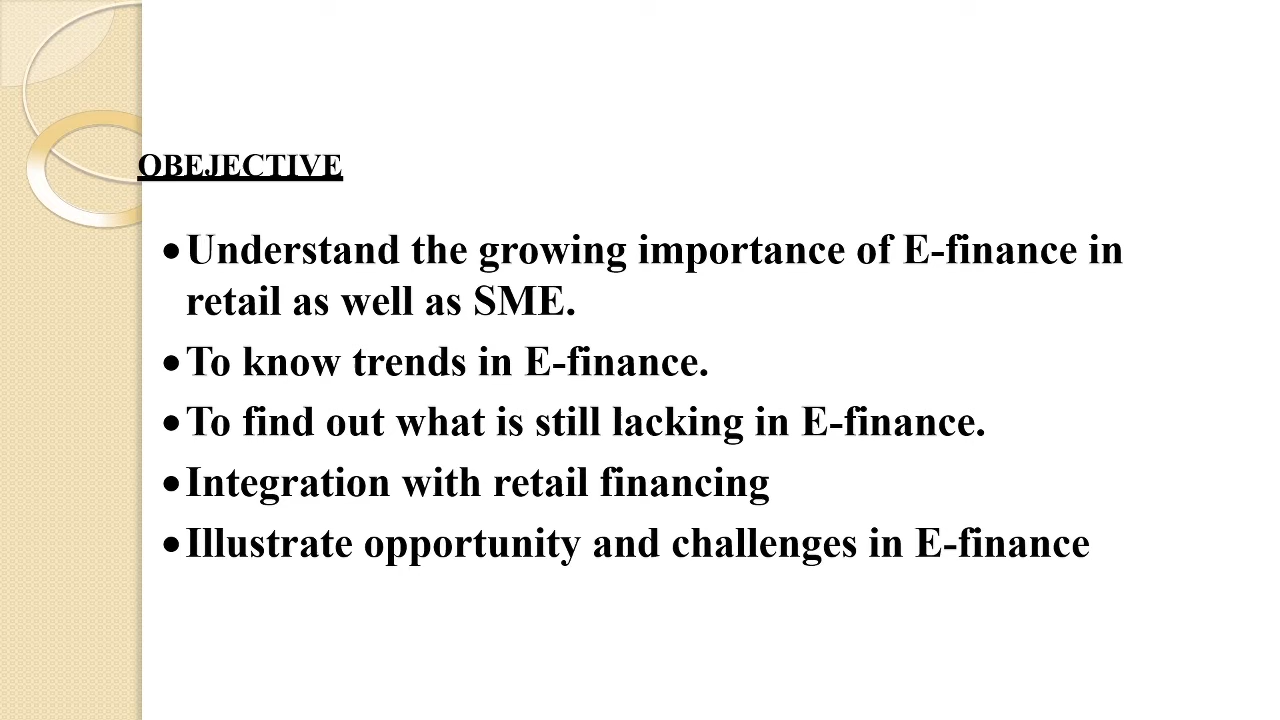 OBEJECTIVE
•Understand the growing importance of E-finance in
retail as well as SME.
•To know trends in E-finance.
•To find out what is still lacking in E-finance.
•Integration with retail financing
•Illustrate opportunity and challenges in E-finance